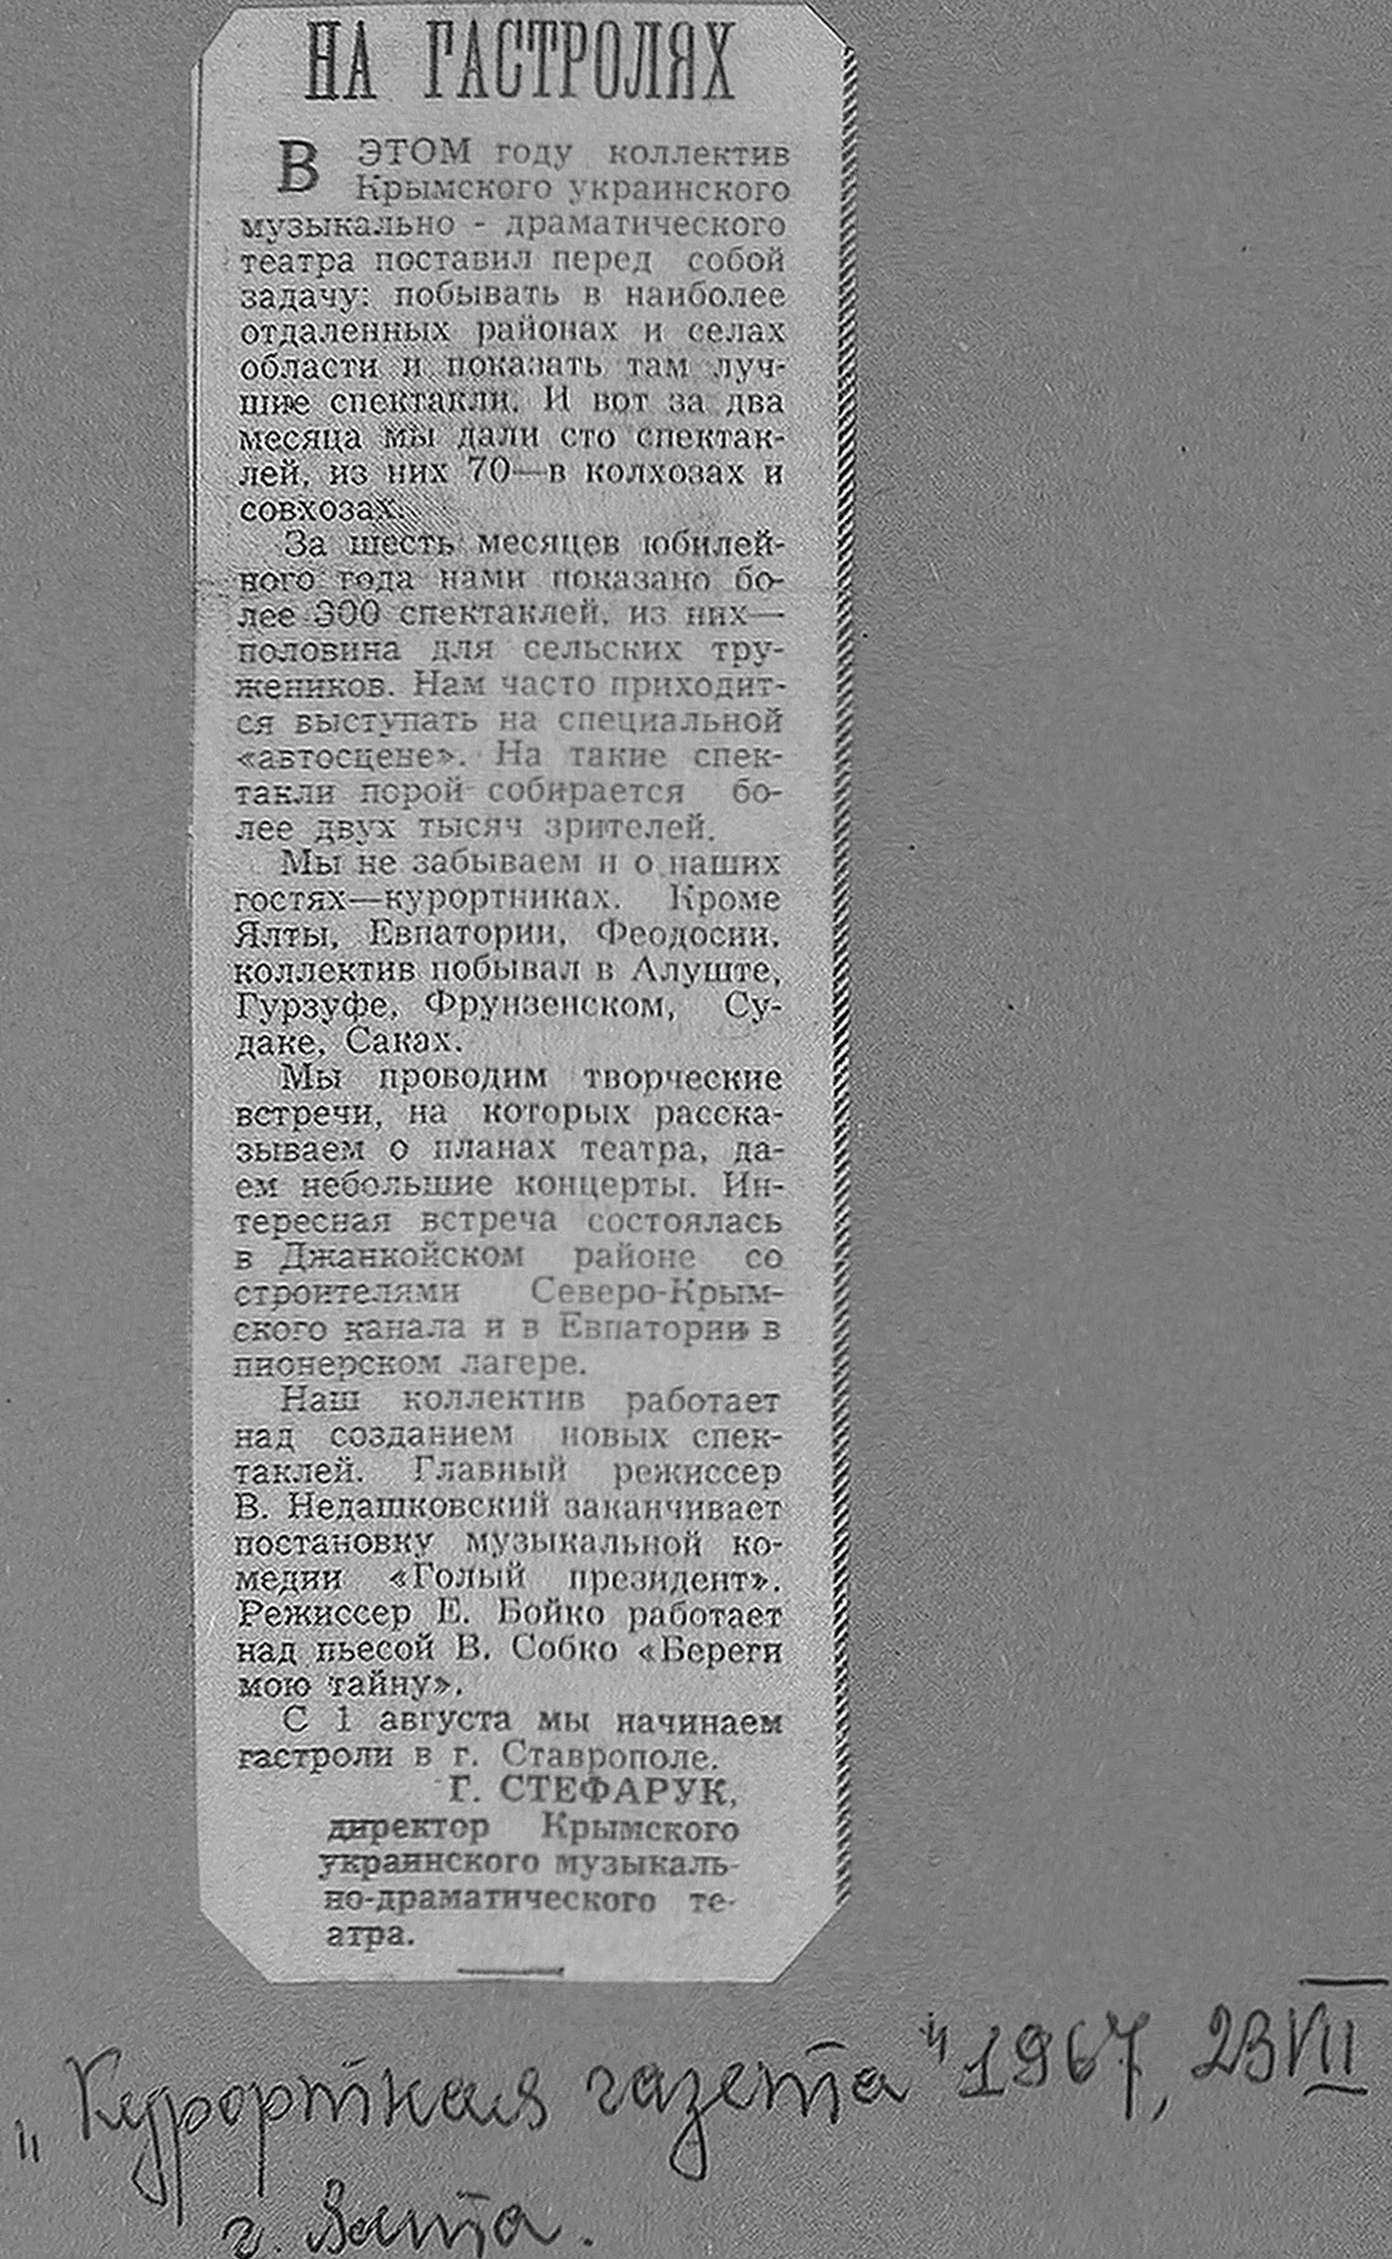 НА ГАСТРОЛЯХ
В ЭТОМ году коллектив
Крымского украинского
музыкально - драматического
театра поставил перед собой
задачу: побывать в наиболее
отдаленных районах и селах
области и показать там луч-
шие спектакли. И вот за два
месяца мы дали сто спектак-
лей, из них 70—в колхозах и
совхозах.
За шесть месяцев юбилей-
ного года нами показано бо-
лее 300 спектаклей, из них—
половина для сельских тру-
жеников. Нам часто приходит-
ся выступать на специальной
«автосцене». На такие спек-
такли порой собирается бо-
лее двух тысяч зрителей.
Мы не забываем и о наших
гостях—курортниках. Кроме
Ялты, Евпатории, Феодосии,
коллектив побывал в Алуште,
Гурзуфе, Фрунзенском, Су-
даке, Саках.
Мы проводим творческие
встречи, на которых расска-
зываем о планах театра, да-
ем небольшие концерты. Ин-
тересная встреча состоялась
в Джанкойском районе со
строителями Северо-Крым-
ского канала и в Евпатории в
пионерском лагере.
Наш коллектив работает
над созданием новых спек-
таклей. Главный режиссер
В. Недашковский заканчивает
постановку музыкальной ко-
медии «Голый президент».
Режиссер Е. Бойко работает
над пьесой В. Собко «Береги
мою тайну».
С 1 августа мы начинаем
гастроли в г. Ставрополе.
Г. СТЕФАРУК,
директор Крымского
украинского музыкаль-
но-драматического те-
атра.
„Курортная газета" 1967, 23 VII
г. Ялта.